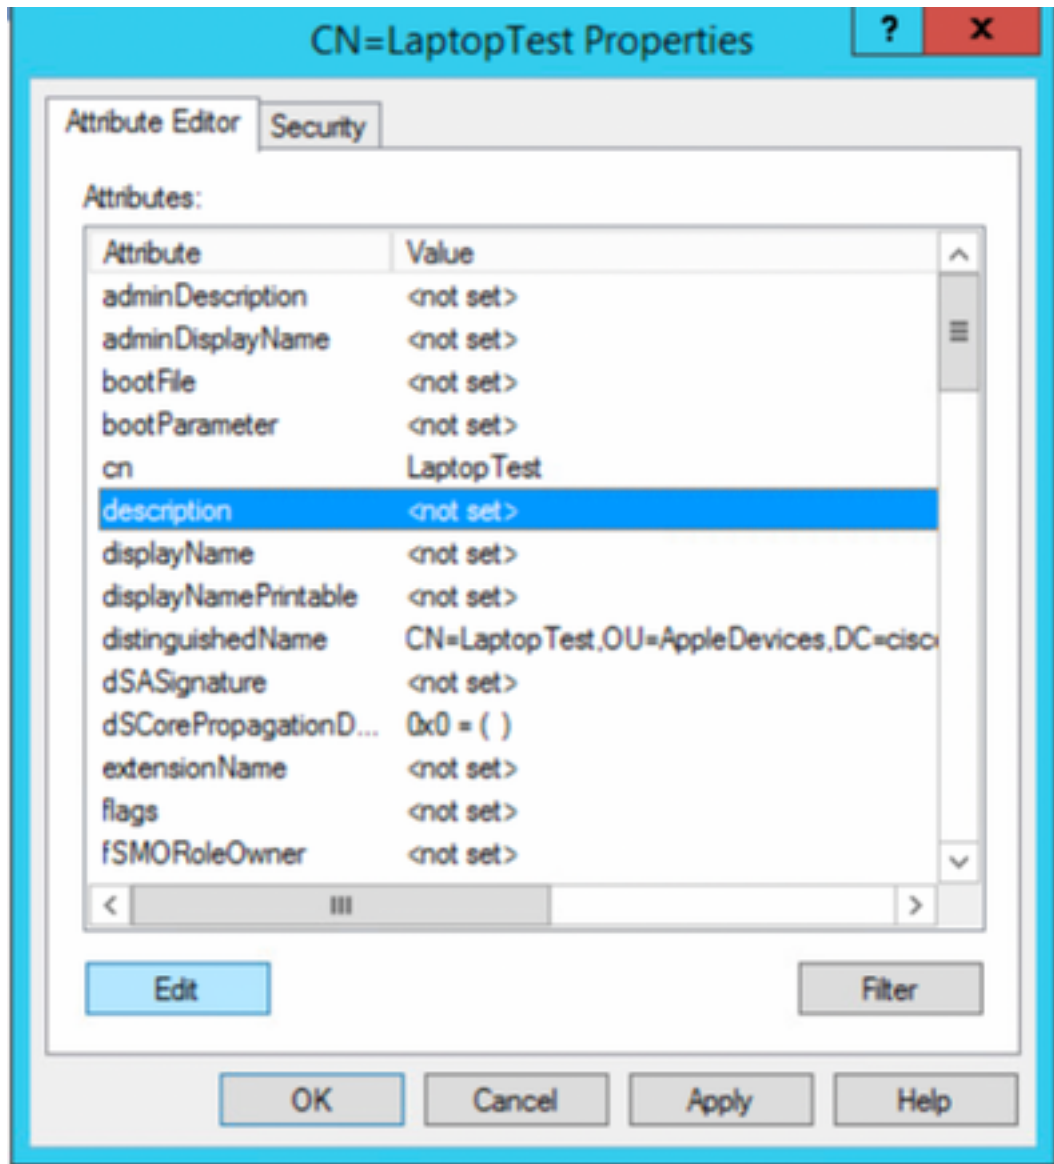 CN=LaptopTest Properties
?
x
Attribute Editor
Security
Attributes:
Attribute Value
adminDescription <not set>
adminDisplayName <not set>
bootFile <not set>
bootParameter <not set>
cn LaptopTest
description <not set>
displayName <not set>
displayNamePrintable <not set>
distinguishedName CN=LaptopTest,OU=AppleDevices,DC=cisco
dSASignature <not set>
dSCorePropagationD... 0x0 = ( )
extensionName <not set>
flags <not set>
fSMORoleOwner <not set>
Edit
Filter
OK
Cancel
Apply
Help